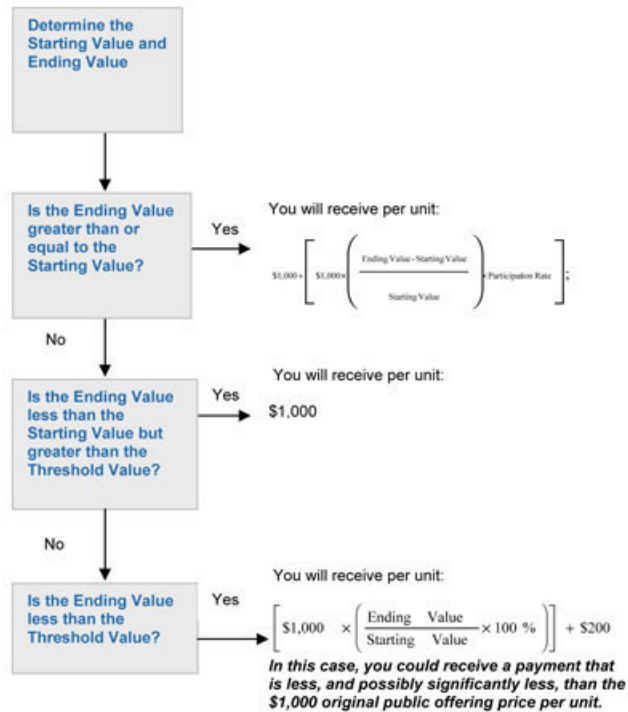 Determine the
Starting Value and
Ending Value
Is the Ending Value
greater than or
equal to the
Starting Value?
Yes
You will receive per unit:
$1,000+ [ $1,000× ( Ending Value-Starting Value
Starting Value ) ×Participation Rate ] ;
No
Is the Ending Value
less than the
Starting Value but
greater than the
Threshold Value?
Yes
You will receive per unit:
$1,000
No
Is the Ending Value
less than the
Threshold Value?
Yes
You will receive per unit:
[ $1,000 × ( Ending Value
Starting Value × 100 % ) ] + $200
In this case, you could receive a payment that
is less, and possibly significantly less, than the
$1,000 original public offering price per unit.